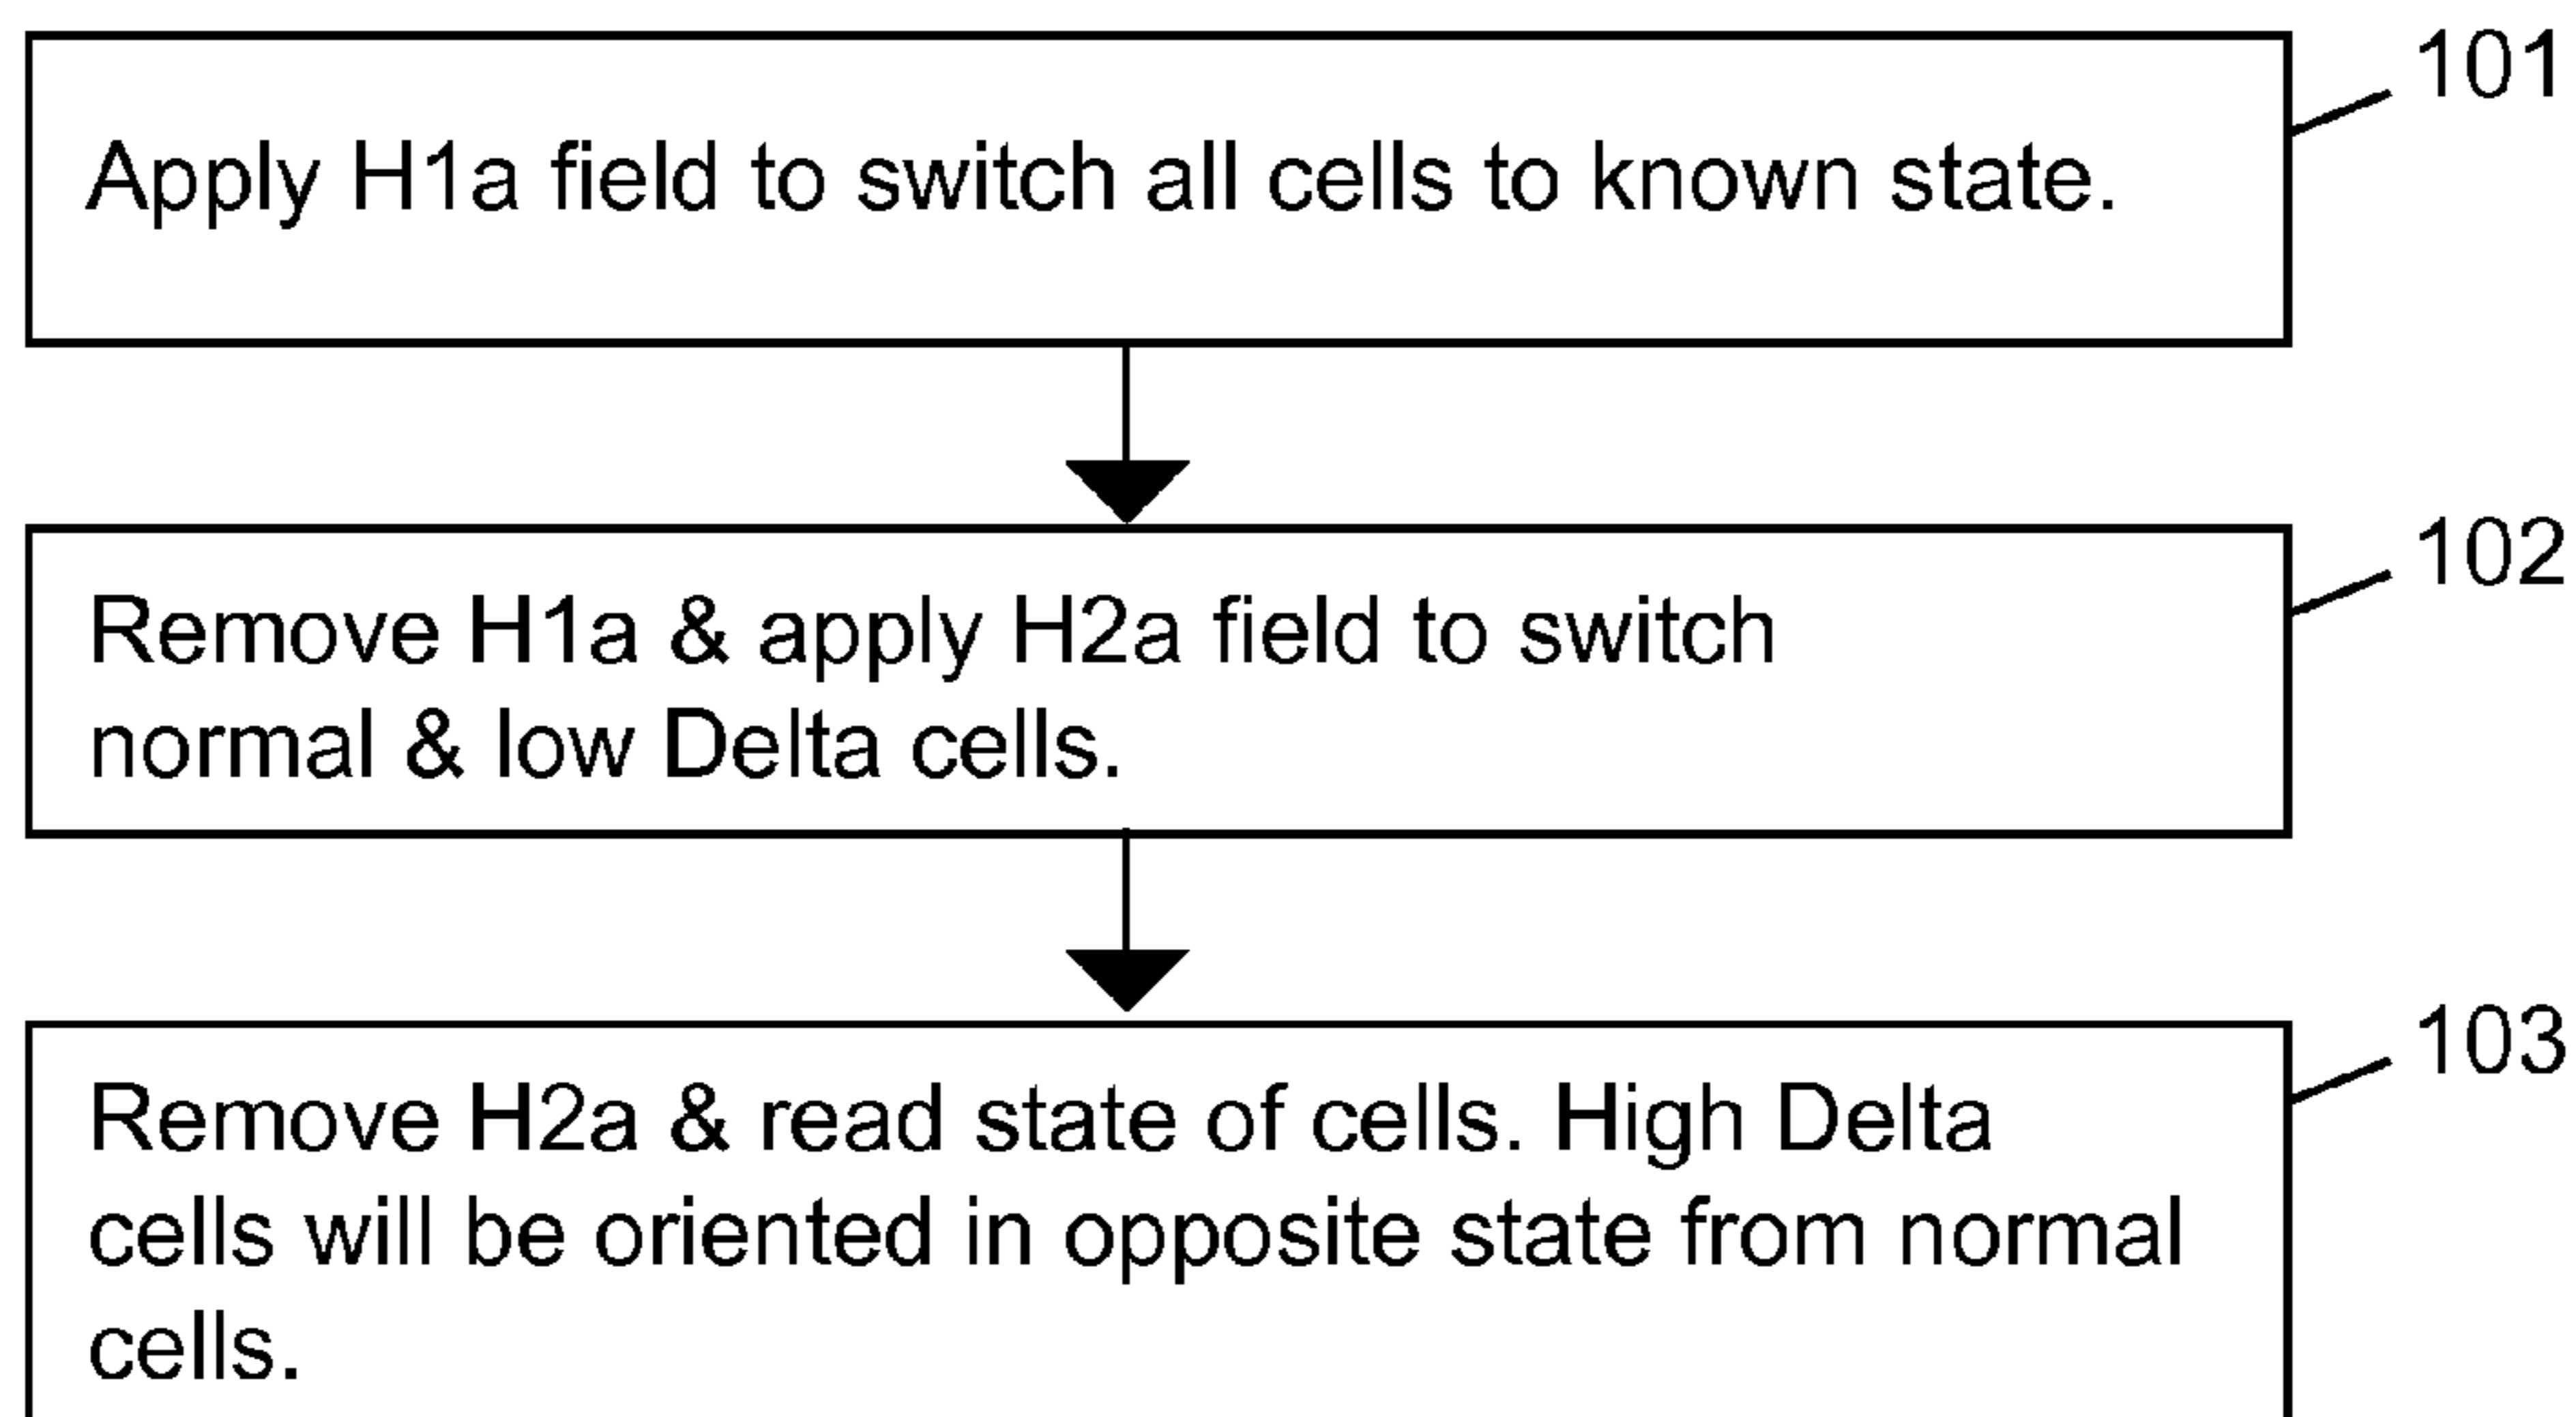 101
Apply H1a field to switch all cells to known state.
102
Remove H1a & apply H2a field to switch
normal & low Delta cells.
103
Remove H2a & read state of cells. High Delta
cells will be oriented in opposite state from normal
cells.